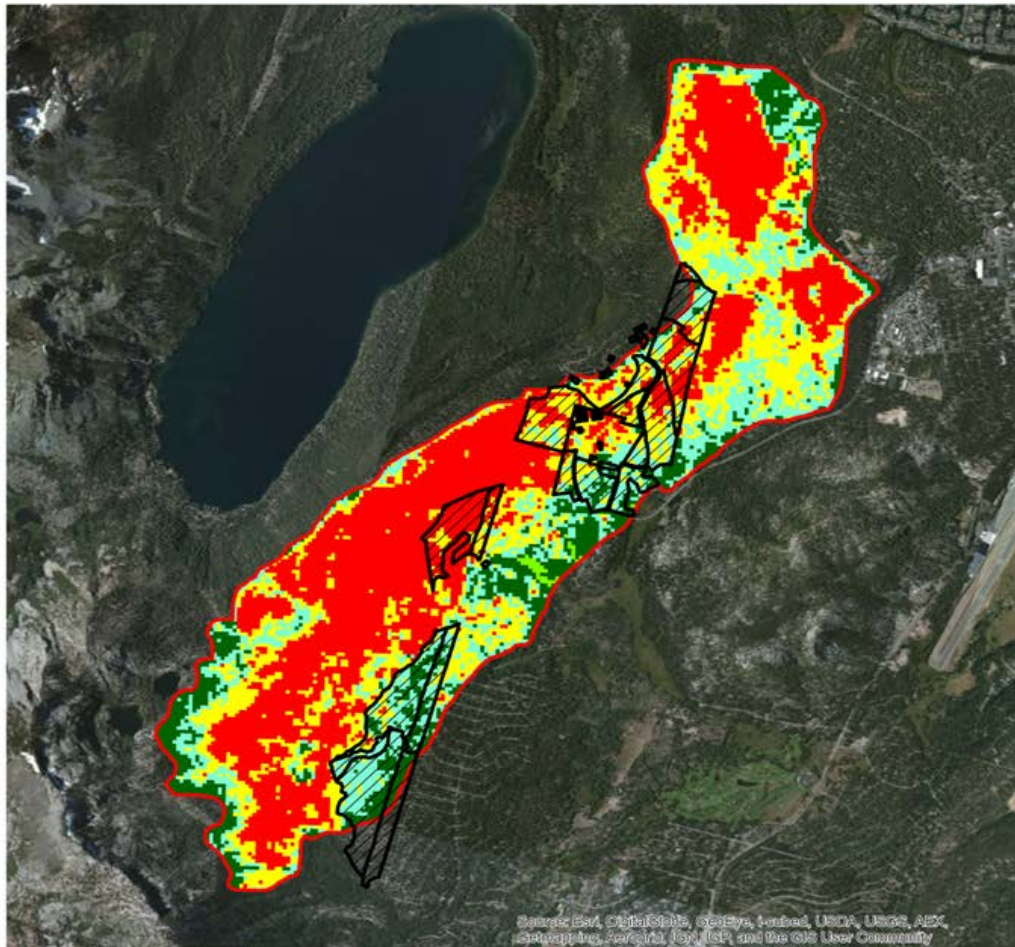 Source: Esri, DigitalGlobe, GeoEye, i-cubed, USDA, USGS, AEX,
Getmapping, Aerogrid, IGN, IGP, and the GIS User Community